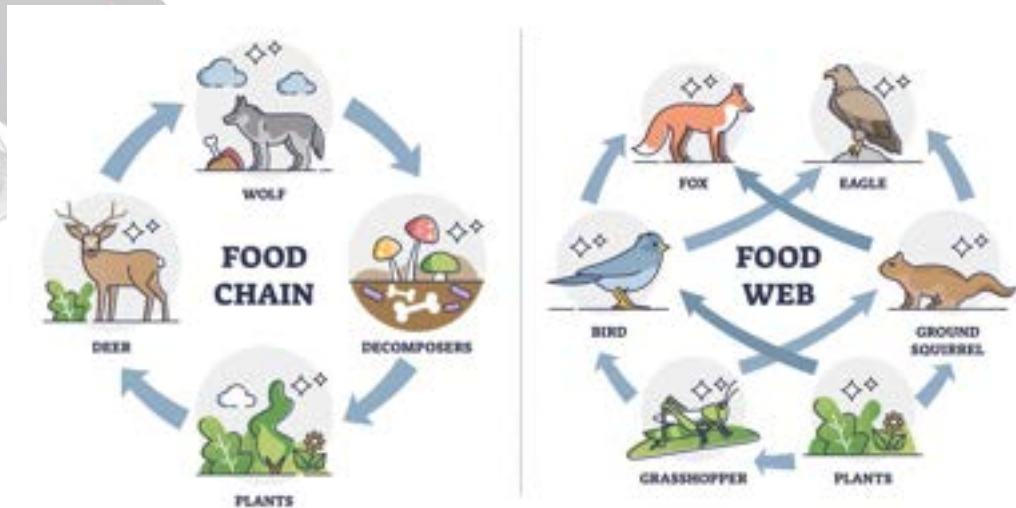 WOLF
FOOD
CHAIN
DEER
DECOMPOSERS
PLANTS
FOX
EAGLE
FOOD
WEB
BIRD
GROUND
SQUIRREL
GRASSHOPPER
PLANTS